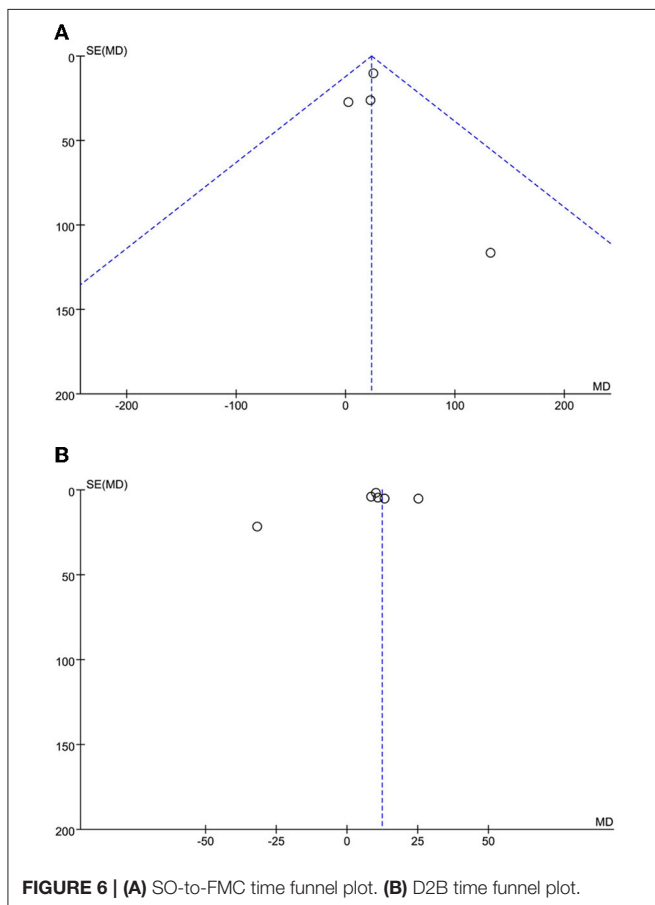 A
SE(MD)
0
50
100
150
200
MD
-200 -100 0 100 200
B
SE(MD)
0
50
100
150
200
MD
-50 -25 0 25 50
FIGURE 6 | (A) SO-to-FMC time funnel plot. (B) D2B time funnel plot.